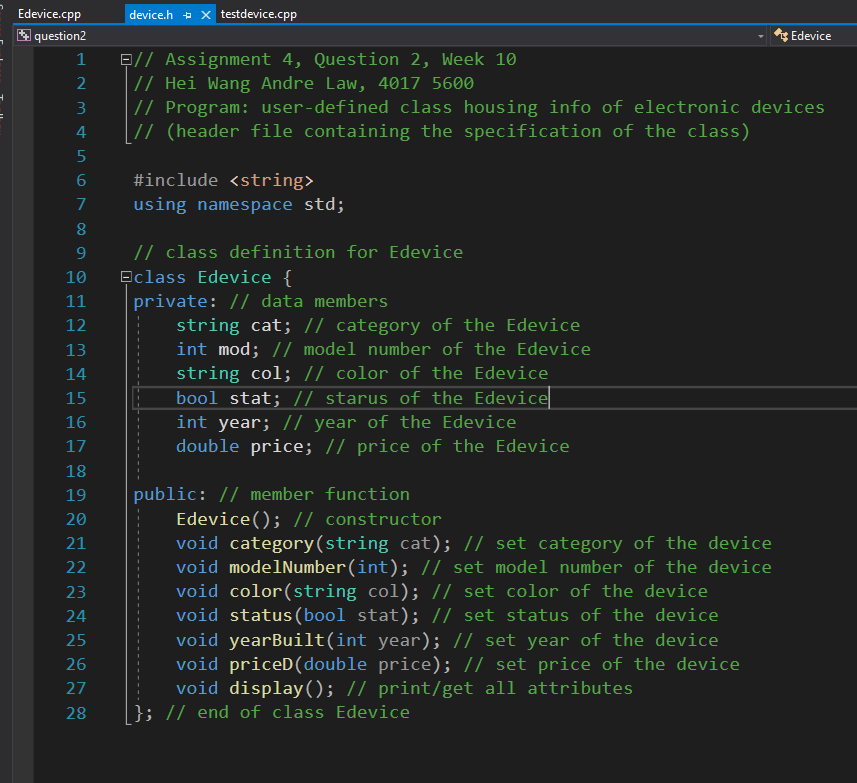 Edevice.cpp device.h testdevice.cpp
question2 Edevice
1 // Assignment 4, Question 2, Week 10
2 // Hei Wang Andre Law, 4017 5600
3 // Program: user-defined class housing info of electronic devices
4 // (header file containing the specification of the class)
5
6 #include <string>
7 using namespace std;
8
9 // class definition for Edevice
10 class Edevice {
11 private: // data members
12 string cat; // category of the Edevice
13 int mod; // model number of the Edevice
14 string col; // color of the Edevice
15 bool stat; // starus of the Edevice
16 int year; // year of the Edevice
17 double price; // price of the Edevice
18
19 public: // member function
20 Edevice(); // constructor
21 void category(string cat); // set category of the device
22 void modelNumber(int); // set model number of the device
23 void color(string col); // set color of the device
24 void status(bool stat); // set status of the device
25 void yearBuilt(int year); // set year of the device
26 void priceD(double price); // set price of the device
27 void display(); // print/get all attributes
28 }; // end of class Edevice